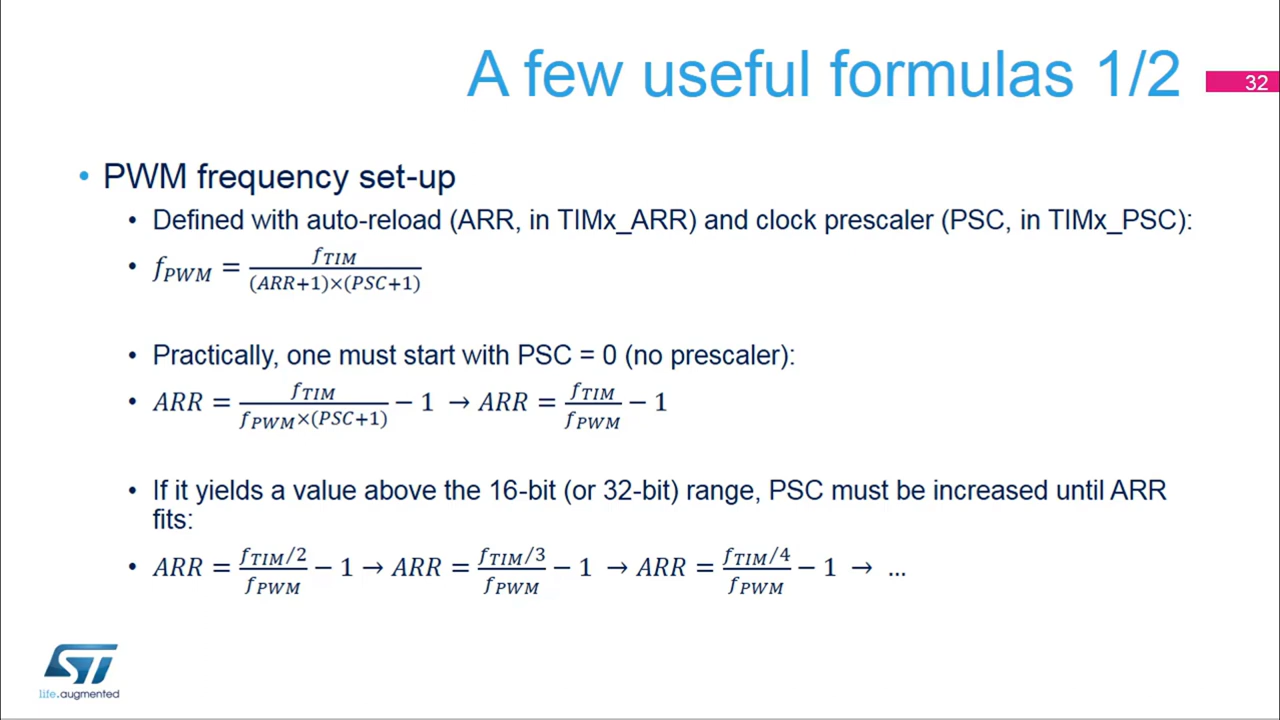 A few useful formulas 1/2
32
• PWM frequency set-up
• Defined with auto-reload (ARR, in TIMx_ARR) and clock prescaler (PSC, in TIMx_PSC):
• f_PWM = f_TIM / ((ARR+1)×(PSC+1))
• Practically, one must start with PSC = 0 (no prescaler):
• ARR = f_TIM / (f_PWM×(PSC+1)) − 1 → ARR = f_TIM / f_PWM − 1
• If it yields a value above the 16-bit (or 32-bit) range, PSC must be increased until ARR
fits:
• ARR = (f_TIM/2) / f_PWM − 1 → ARR = (f_TIM/3) / f_PWM − 1 → ARR = (f_TIM/4) / f_PWM − 1 → ...
ST
life.augmented